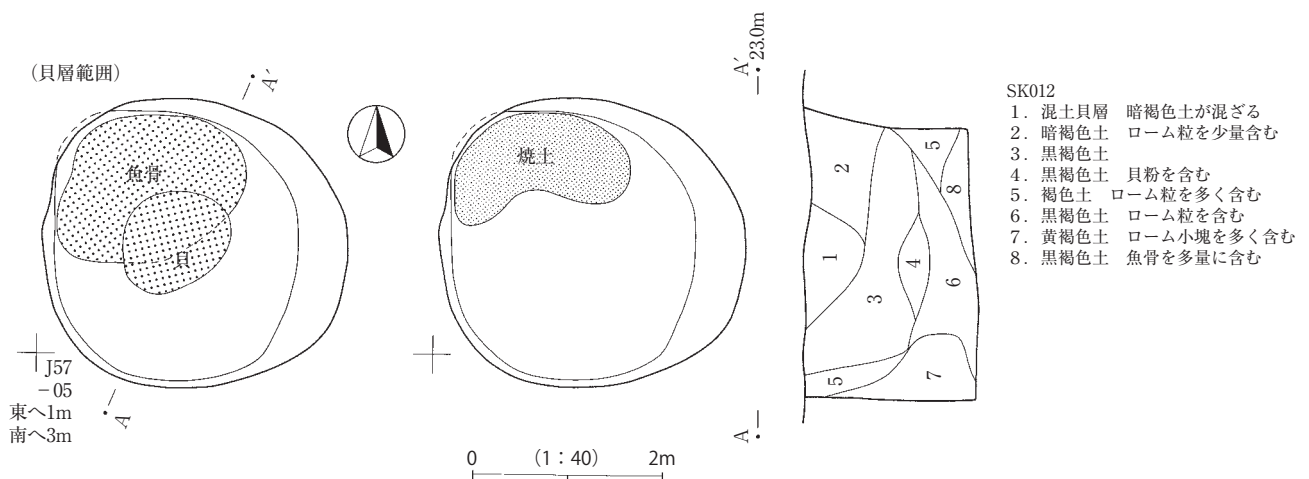 (貝層範囲)
A′
魚骨
貝
J57
−05
東へ1m
南へ3m
A
焼土
0 (1：40) 2m
A′ 23.0m
A
2
5
8
1
4
6
3
5
7
SK012
1．混土貝層 暗褐色土が混ざる
2．暗褐色土 ローム粒を少量含む
3．黒褐色土
4．黒褐色土 貝粉を含む
5．褐色土 ローム粒を多く含む
6．黒褐色土 ローム粒を含む
7．黄褐色土 ローム小塊を多く含む
8．黒褐色土 魚骨を多量に含む